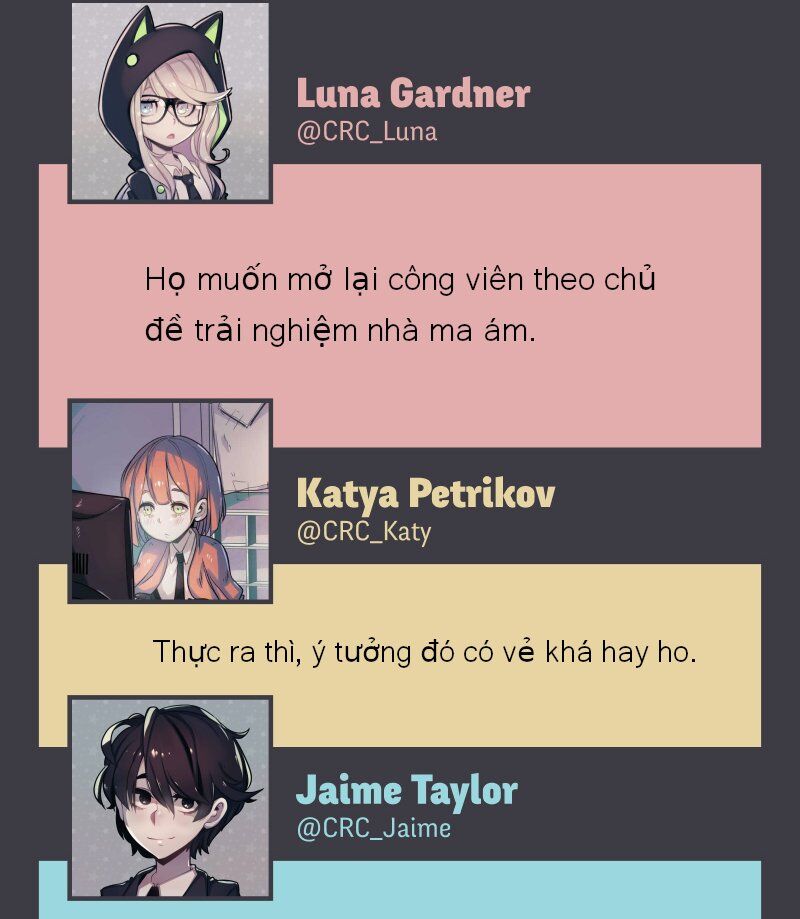 Luna Gardner
@CRC_Luna
Họ muốn mở lại công viên theo chủ
đề trải nghiệm nhà ma ám.
Katya Petrikov
@CRC_Katy
Thực ra thì, ý tưởng đó có vẻ khá hay ho.
Jaime Taylor
@CRC_Jaime